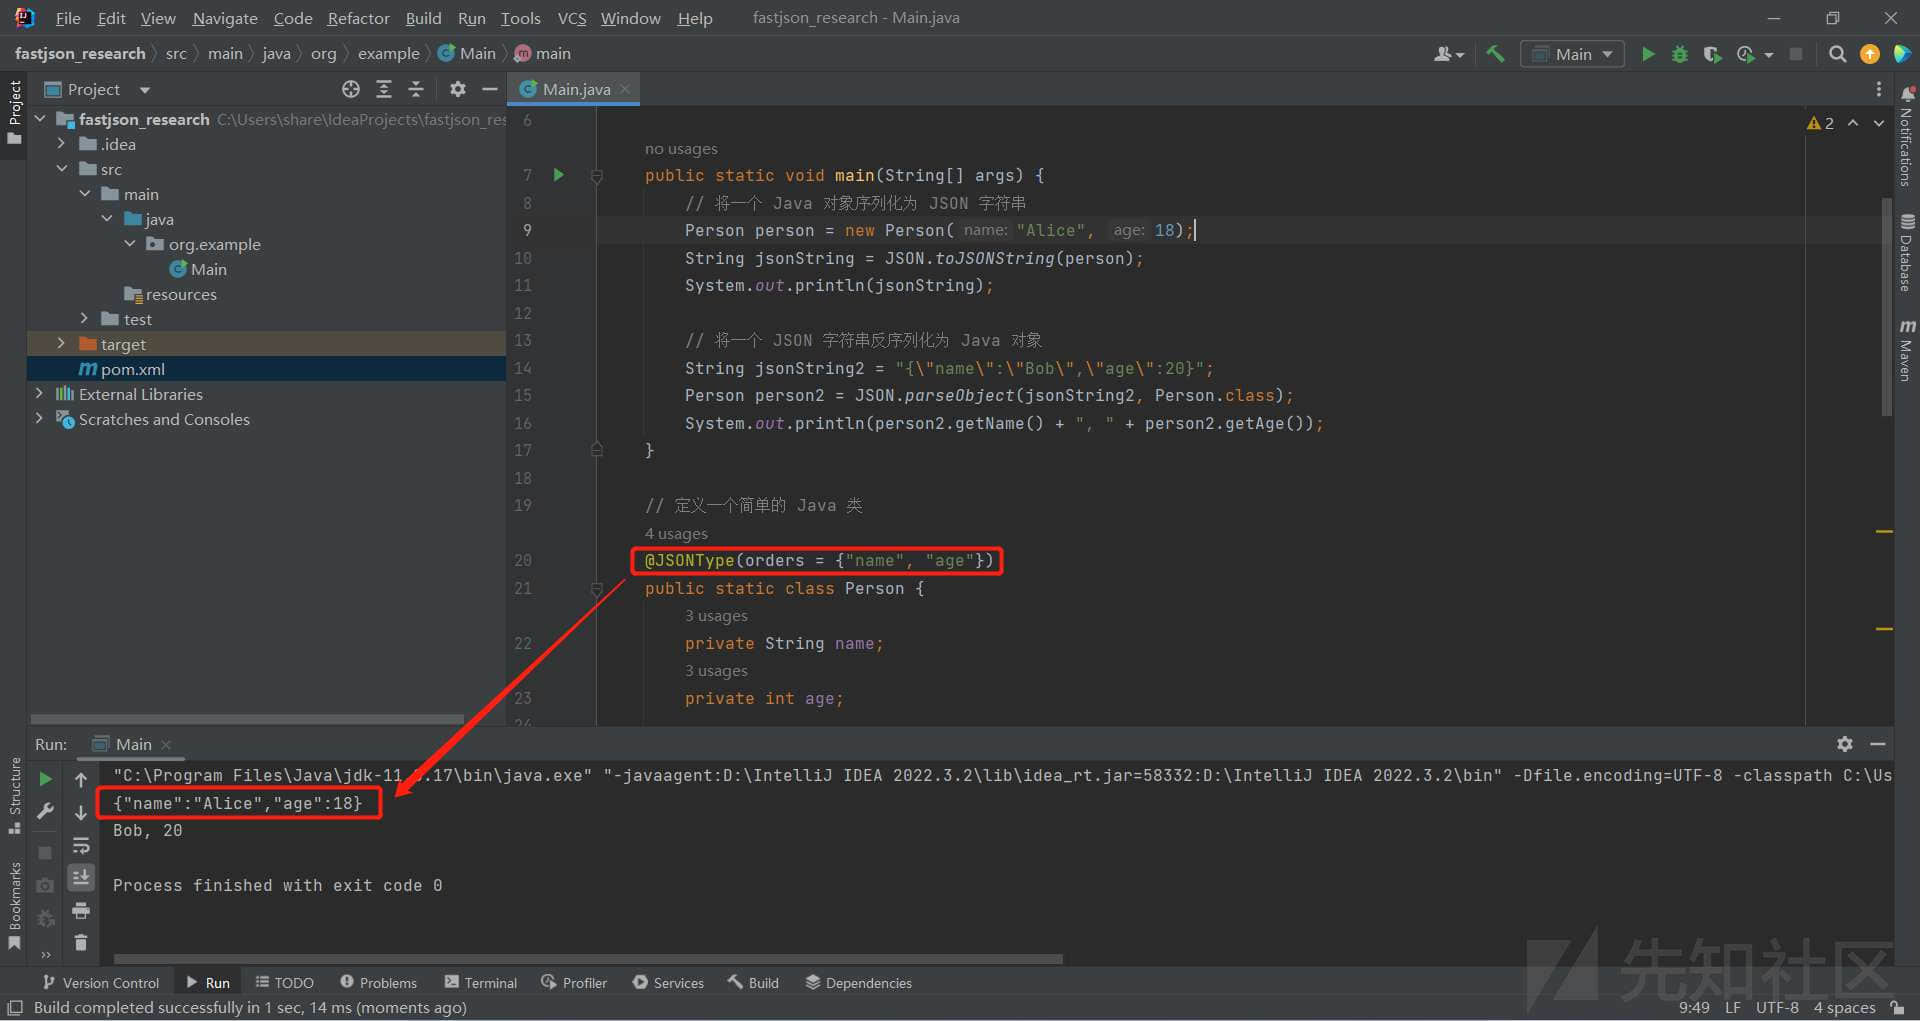 File Edit View Navigate Code Refactor Build Run Tools VCS Window Help fastjson_research - Main.java
fastjson_research src main java org example Main main
Main
Project
Main.java
Project
fastjson_research C:\Users\share\IdeaProjects\fastjson_res
.idea
src
main
java
org.example
Main
resources
test
target
pom.xml
External Libraries
Scratches and Consoles
6
2
no usages
7 public static void main(String[] args) {
8 // 将一个 Java 对象序列化为 JSON 字符串
9 Person person = new Person( name: "Alice", age: 18);
10 String jsonString = JSON.toJSONString(person);
11 System.out.println(jsonString);
12
13 // 将一个 JSON 字符串反序列化为 Java 对象
14 String jsonString2 = "{\"name\":\"Bob\",\"age\":20}";
15 Person person2 = JSON.parseObject(jsonString2, Person.class);
16 System.out.println(person2.getName() + ", " + person2.getAge());
17 }
18
19 // 定义一个简单的 Java 类
4 usages
20 @JSONType(orders = {"name", "age"})
21 public static class Person {
3 usages
22 private String name;
3 usages
23 private int age;
24
Notifications
Database
Maven
Run: Main
"C:\Program Files\Java\jdk-11 0.17\bin\java.exe" "-javaagent:D:\IntelliJ IDEA 2022.3.2\lib\idea_rt.jar=58332:D:\IntelliJ IDEA 2022.3.2\bin" -Dfile.encoding=UTF-8 -classpath C:\Us
{"name":"Alice","age":18}
Bob, 20
Process finished with exit code 0
Structure
Bookmarks
Version Control Run TODO Problems Terminal Profiler Services Build Dependencies
Build completed successfully in 1 sec, 14 ms (moments ago)
9:49 LF UTF-8 4 spaces
先知社区